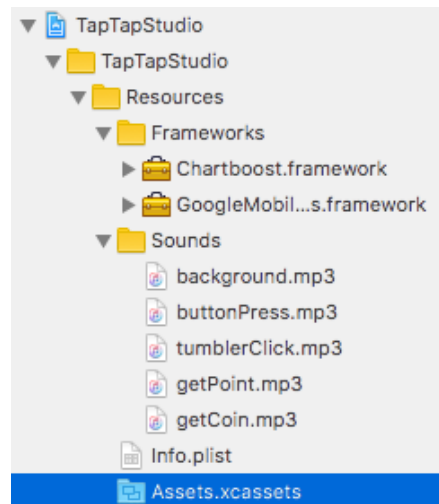 TapTapStudio
TapTapStudio
Resources
Frameworks
Chartboost.framework
GoogleMobil...s.framework
Sounds
background.mp3
buttonPress.mp3
tumblerClick.mp3
getPoint.mp3
getCoin.mp3
Info.plist
Assets.xcassets